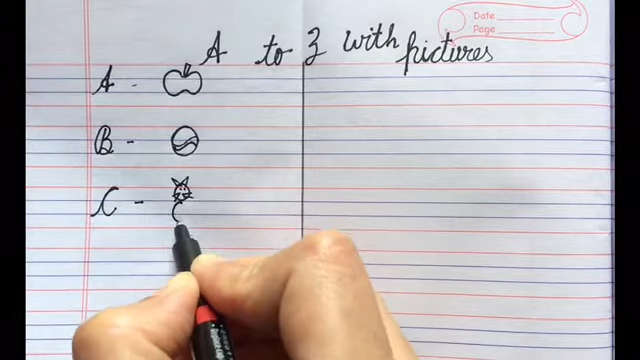 Date
Page
A to Z with pictures
A -
B -
C -